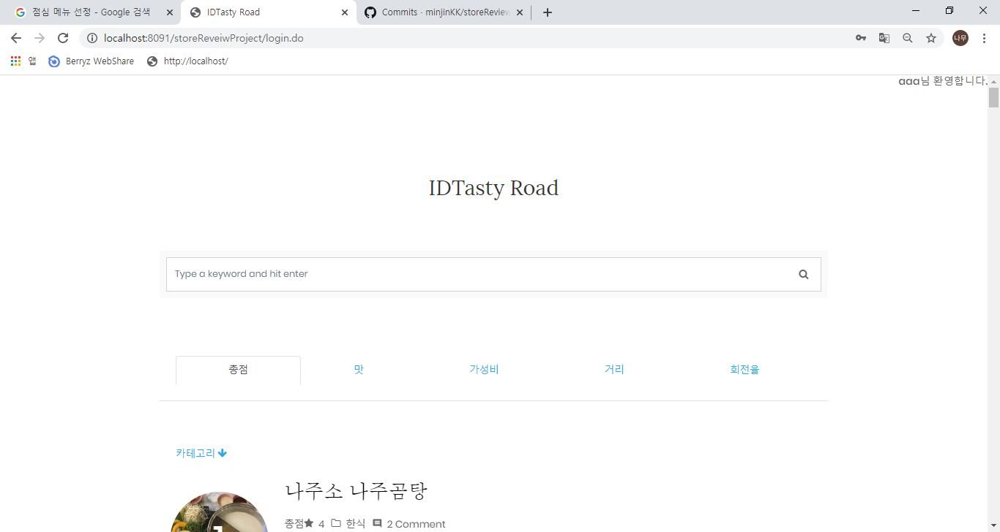 점심 메뉴 선정 - Google 검색
IDTasty Road
Commits · minjinKK/storeReview
localhost:8091/storeReveiwProject/login.do
나무
앱
Berryz WebShare
http://localhost/
aaa님 환영합니다.
IDTasty Road
Type a keyword and hit enter
총점 맛 가성비 거리 회전율
카테고리
나주소 나주곰탕
총점 4 한식 2 Comment